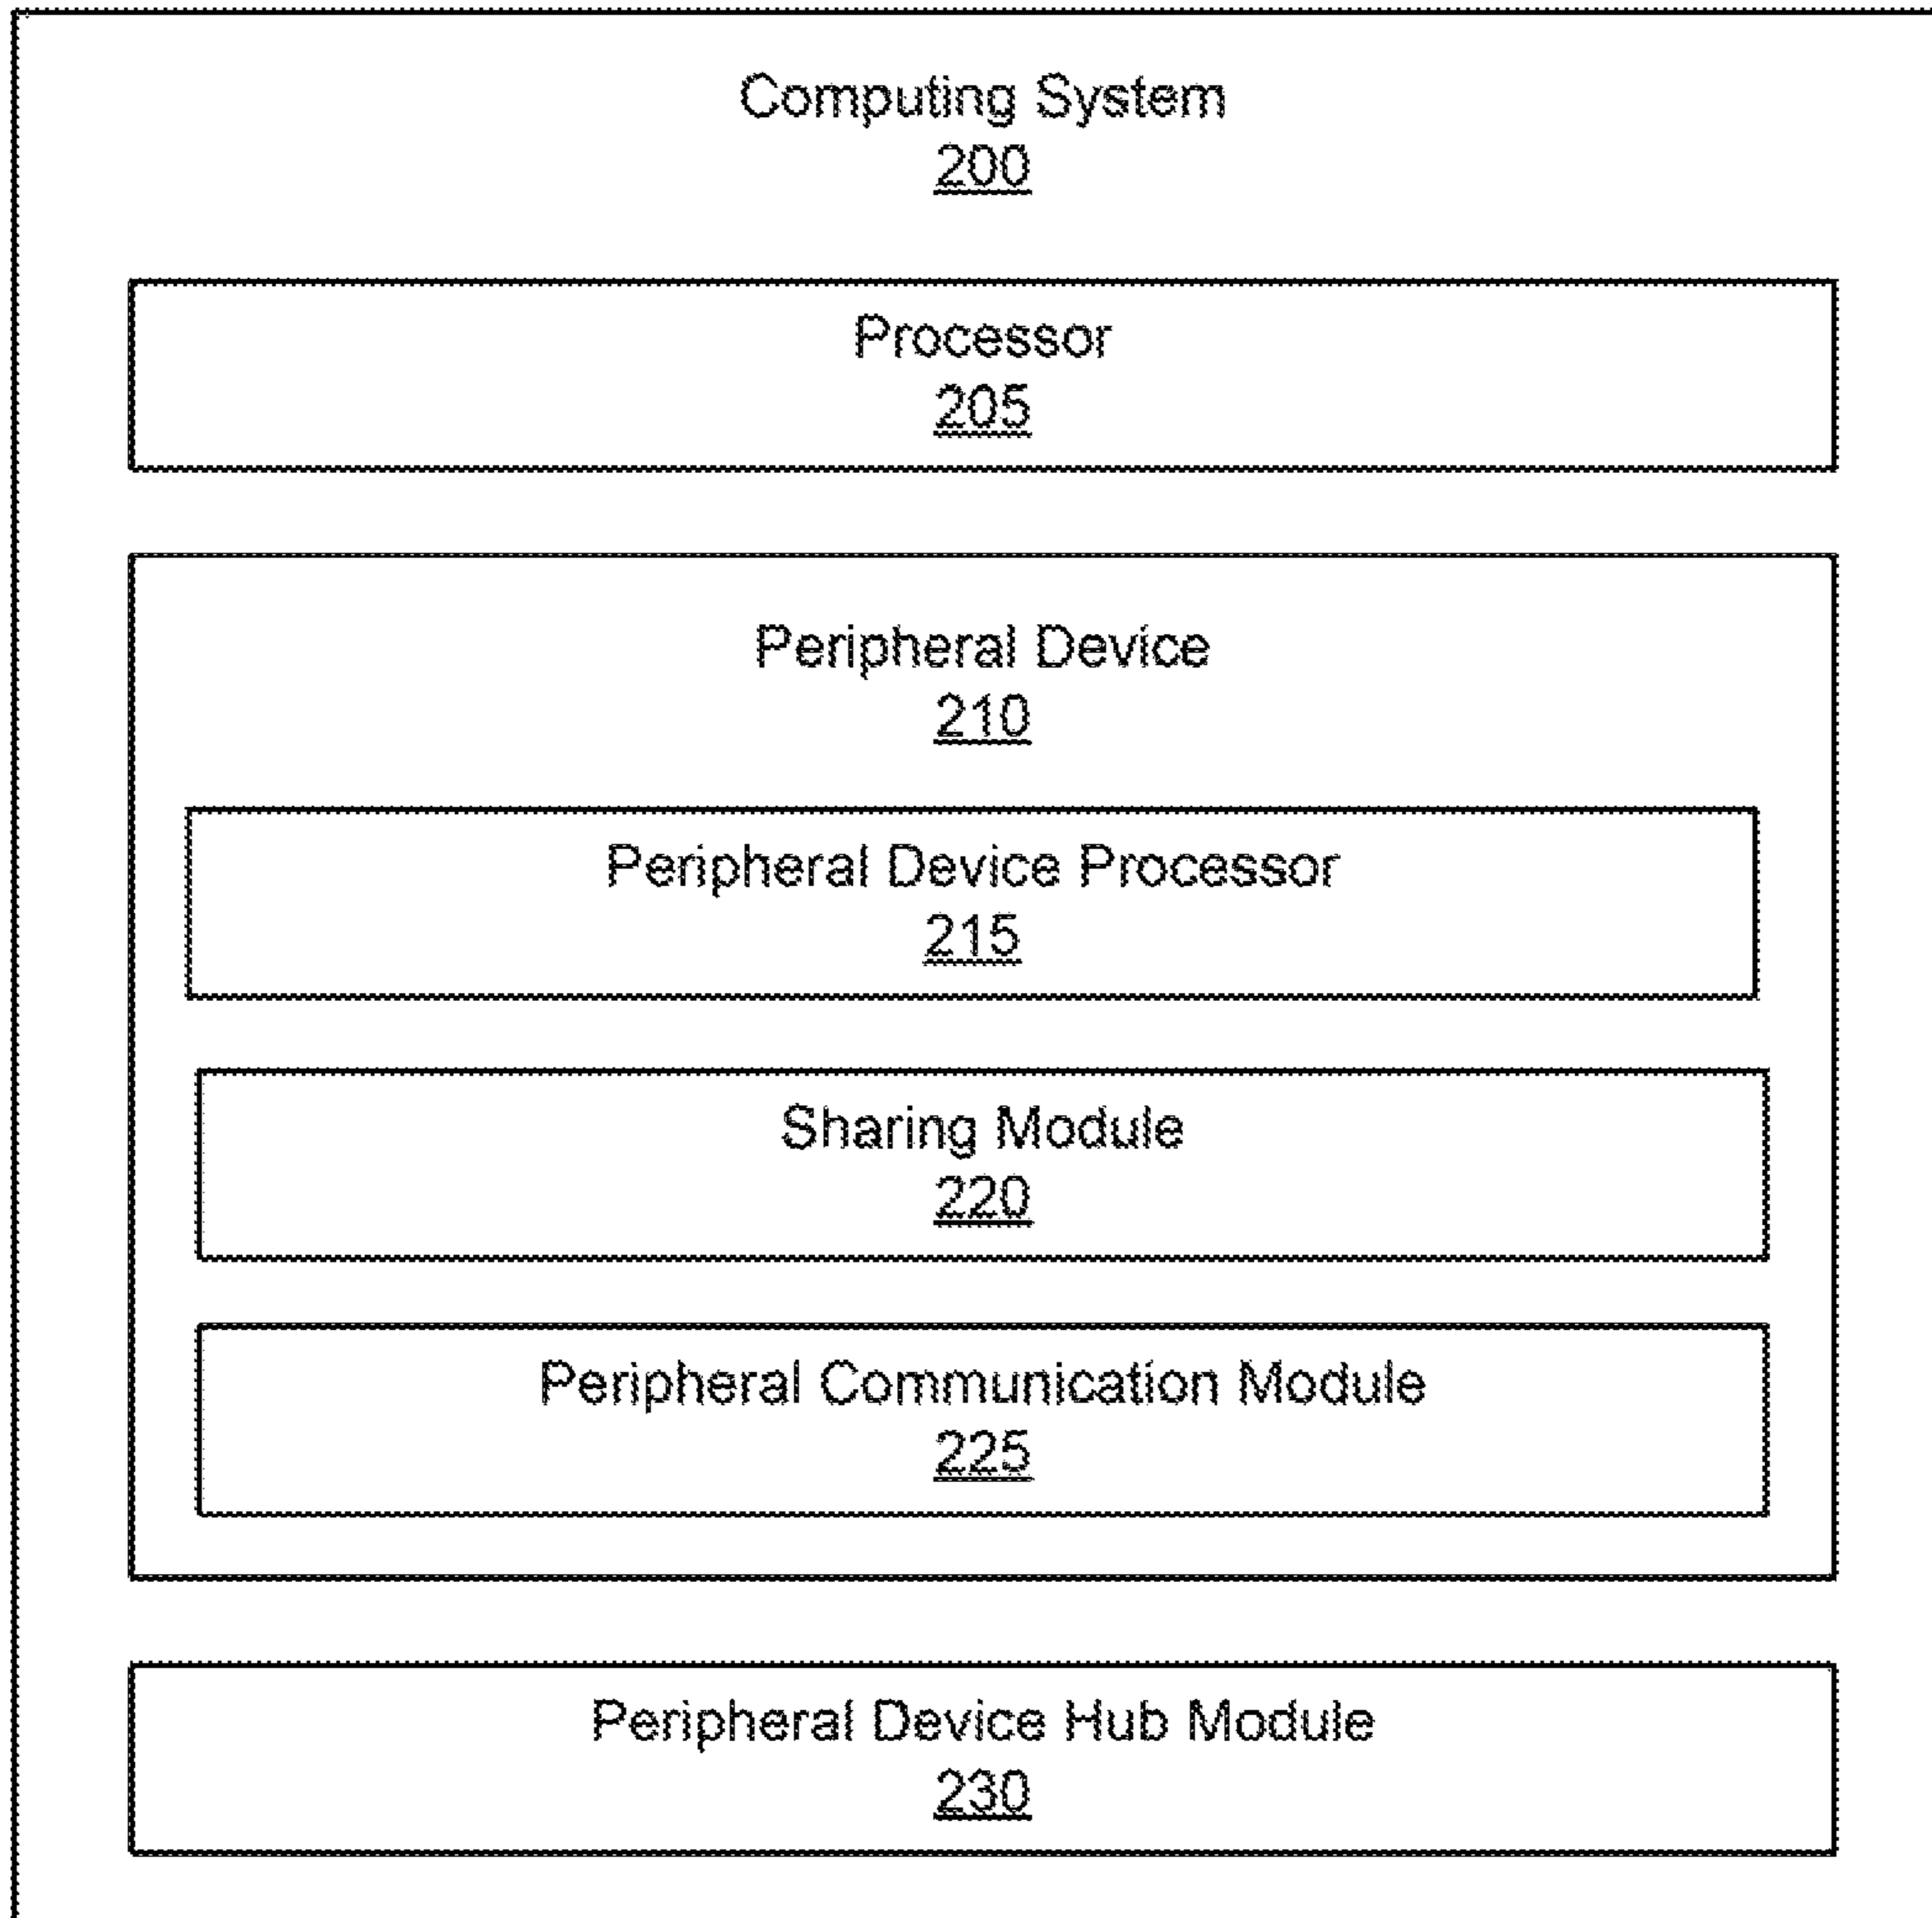 Computing System
200
Processor
205
Peripheral Device
210
Peripheral Device Processor
215
Sharing Module
220
Peripheral Communication Module
225
Peripheral Device Hub Module
230